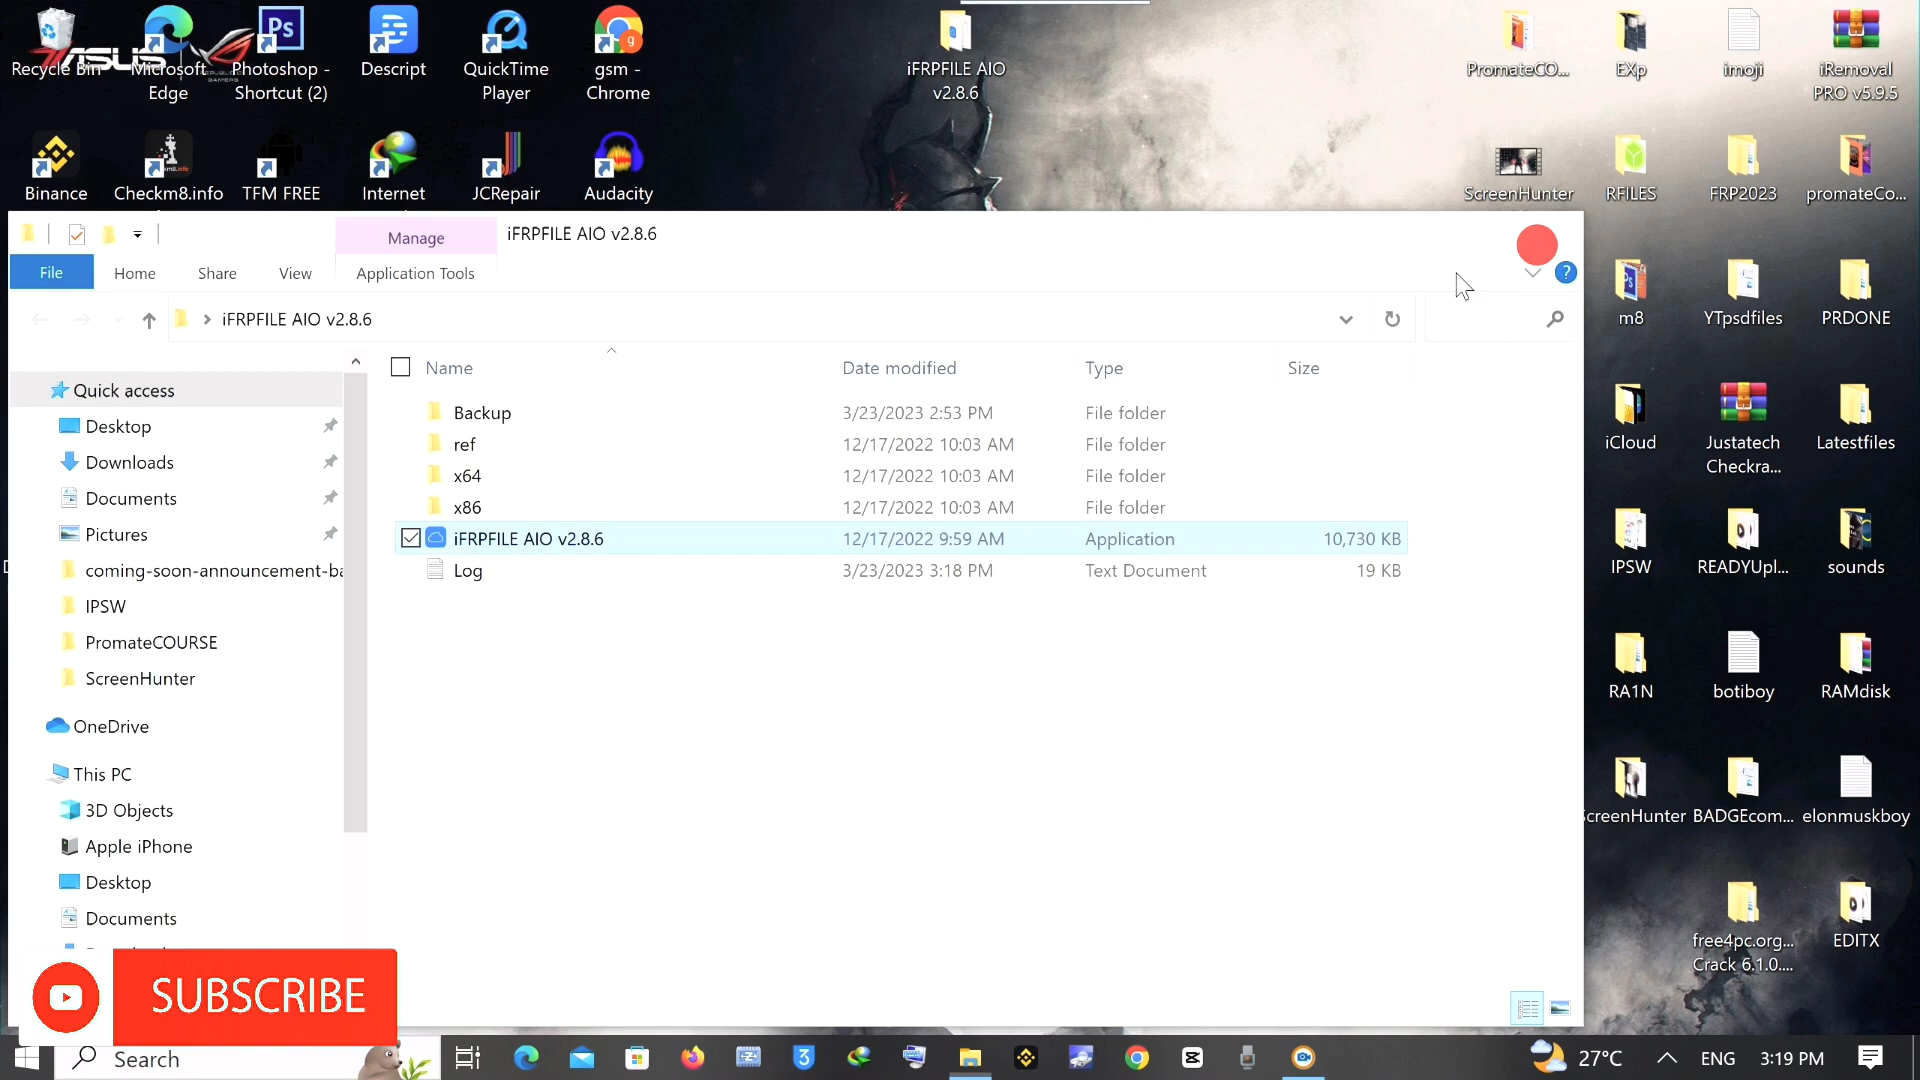 Recycle Bin
Microsoft
Edge
Photoshop -
Shortcut (2)
Descript
QuickTime
Player
gsm -
Chrome
iFRPFILE AIO
v2.8.6
PromateCO...
EXp
imoji
iRemoval
PRO v5.9.5
ASUS
Binance
Checkm8.info
TFM FREE
Internet
JCRepair
Audacity
ScreenHunter
RFILES
FRP2023
promateCo...
Manage
iFRPFILE AIO v2.8.6
File
Home
Share
View
Application Tools
iFRPFILE AIO v2.8.6
m8
YTpsdfiles
PRDONE
Name
Date modified
Type
Size
Quick access
Desktop
Downloads
Documents
Pictures
coming-soon-announcement-ba
IPSW
PromateCOURSE
ScreenHunter
OneDrive
This PC
3D Objects
Apple iPhone
Desktop
Documents
Backup 3/23/2023 2:53 PM File folder
ref 12/17/2022 10:03 AM File folder
x64 12/17/2022 10:03 AM File folder
x86 12/17/2022 10:03 AM File folder
iFRPFILE AIO v2.8.6 12/17/2022 9:59 AM Application 10,730 KB
Log 3/23/2023 3:18 PM Text Document 19 KB
iCloud
Justatech
Checkra...
Latestfiles
IPSW
READYUpl...
sounds
RA1N
botiboy
RAMdisk
ScreenHunter
BADGEcom...
elonmuskboy
free4pc.org...
Crack 6.1.0....
EDITX
SUBSCRIBE
Search
27°C
ENG
3:19 PM